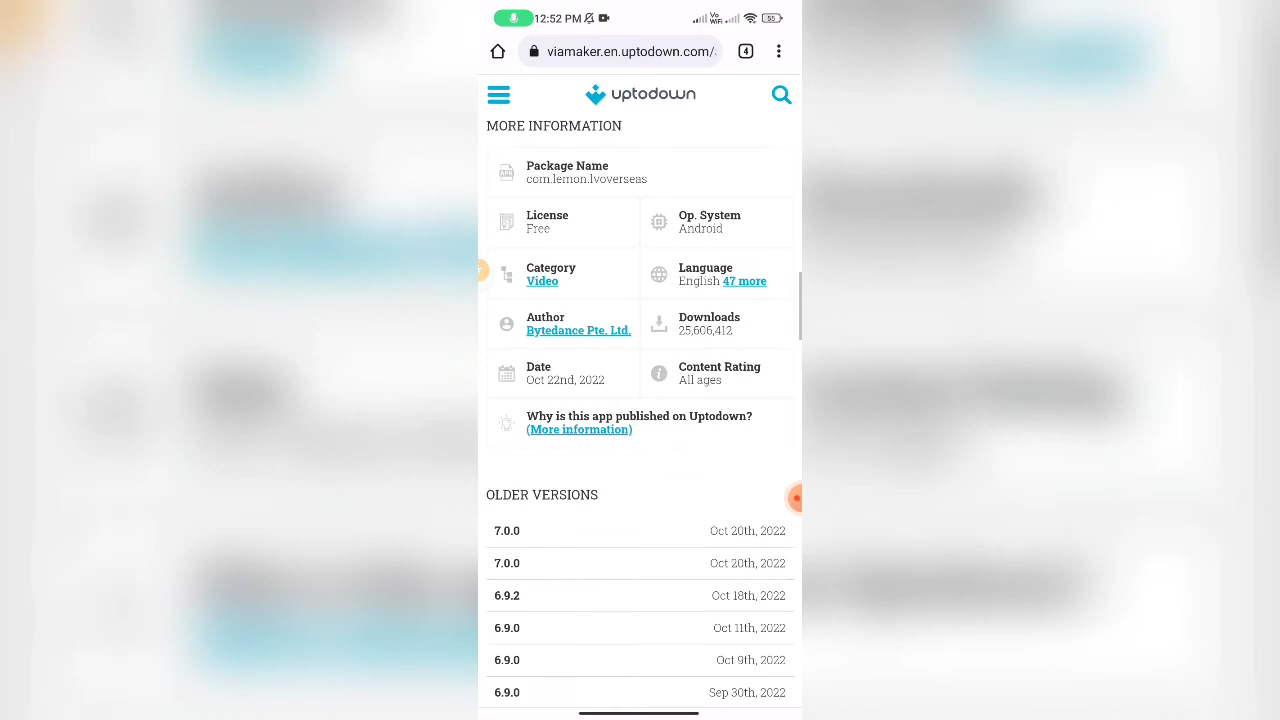 12:52 PM Vo WiFi 55
viamaker.en.uptodown.com/ 4
uptodown
MORE INFORMATION
Package Name
com.lemon.lvoverseas
License
Free
Op. System
Android
Category
Video
Language
English 47 more
Author
Bytedance Pte. Ltd.
Downloads
25,606,412
Date
Oct 22nd, 2022
Content Rating
All ages
Why is this app published on Uptodown?
(More information)
OLDER VERSIONS
7.0.0 Oct 20th, 2022
7.0.0 Oct 20th, 2022
6.9.2 Oct 18th, 2022
6.9.0 Oct 11th, 2022
6.9.0 Oct 9th, 2022
6.9.0 Sep 30th, 2022